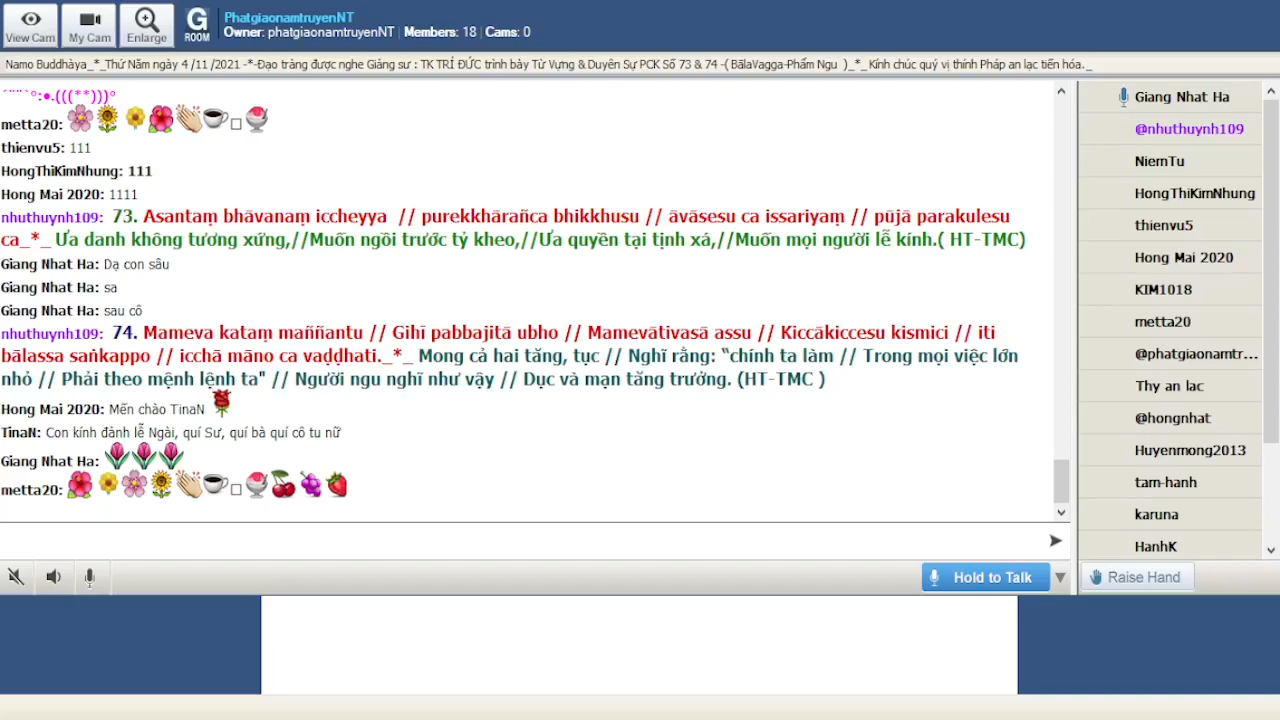 View Cam
My Cam
Enlarge
G ROOM
PhatgiaonamtruyenNT
Owner: phatgiaonamtruyenNT | Members: 18 | Cams: 0
Namo Buddhàya_*_Thứ Năm ngày 4 /11 /2021 -*-Đạo tràng được nghe Giảng sư : TK TRÍ ĐỨC trình bày Từ Vựng & Duyên Sự PCK Số 73 & 74 -( BālaVagga-Phẩm Ngu )_*_ Kính chúc quý vị thính Pháp an lạc tiến hóa._
´¨¨`°:•.(((**)))°
metta20:
thienvu5: 111
HongThiKimNhung: 111
Hong Mai 2020: 1111
nhuthuynh109: 73. Asantaṃ bhāvanaṃ iccheyya // purekkhārañca bhikkhusu // āvāsesu ca issariyaṃ // pūjā parakulesu
ca_*_ Ưa danh không tương xứng,//Muốn ngồi trước tỷ kheo,//Ưa quyền tại tịnh xá,//Muốn mọi người lễ kính.( HT-TMC)
Giang Nhat Ha: Dạ con sâu
Giang Nhat Ha: sa
Giang Nhat Ha: sau cô
nhuthuynh109: 74. Mameva kataṃ maññantu // Gihī pabbajitā ubho // Mamevātivasā assu // Kiccākiccesu kismici // iti
bālassa saṅkappo // icchā māno ca vaḍḍhati._*_ Mong cả hai tăng, tục // Nghĩ rằng: “chính ta làm // Trong mọi việc lớn
nhỏ // Phải theo mệnh lệnh ta" // Người ngu nghĩ như vậy // Dục và mạn tăng trưởng. (HT-TMC )
Hong Mai 2020: Mến chào TinaN
TinaN: Con kính đảnh lễ Ngài, quí Sư, quí bà quí cô tu nữ
Giang Nhat Ha:
metta20:
Hold to Talk
Giang Nhat Ha
@nhuthuynh109
NiemTu
HongThiKimNhung
thienvu5
Hong Mai 2020
KIM1018
metta20
@phatgiaonamtr...
Thy an lac
@hongnhat
Huyenmong2013
tam-hanh
karuna
HanhK
Raise Hand